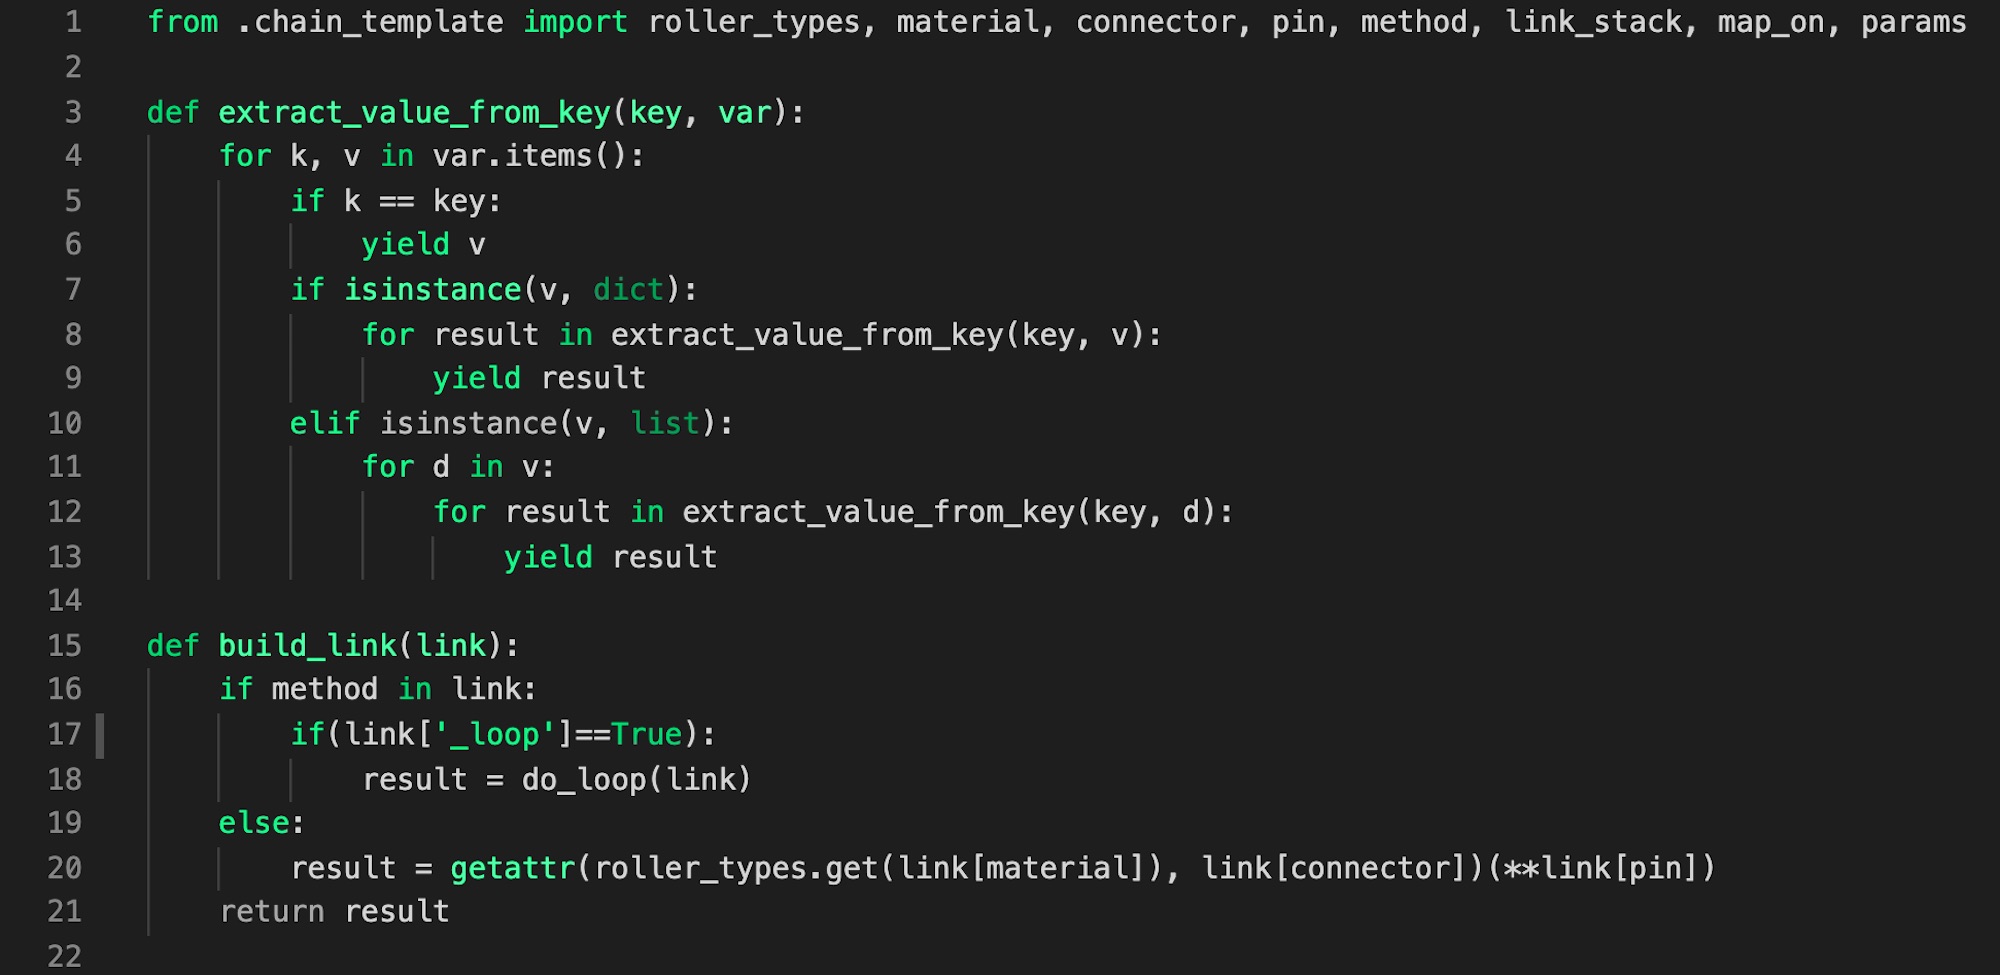 1 from .chain_template import roller_types, material, connector, pin, method, link_stack, map_on, params
2
3 def extract_value_from_key(key, var):
4     for k, v in var.items():
5         if k == key:
6             yield v
7         if isinstance(v, dict):
8             for result in extract_value_from_key(key, v):
9                 yield result
10         elif isinstance(v, list):
11             for d in v:
12                 for result in extract_value_from_key(key, d):
13                     yield result
14
15 def build_link(link):
16     if method in link:
17         if(link['_loop']==True):
18             result = do_loop(link)
19     else:
20         result = getattr(roller_types.get(link[material]), link[connector])(**link[pin])
21     return result
22